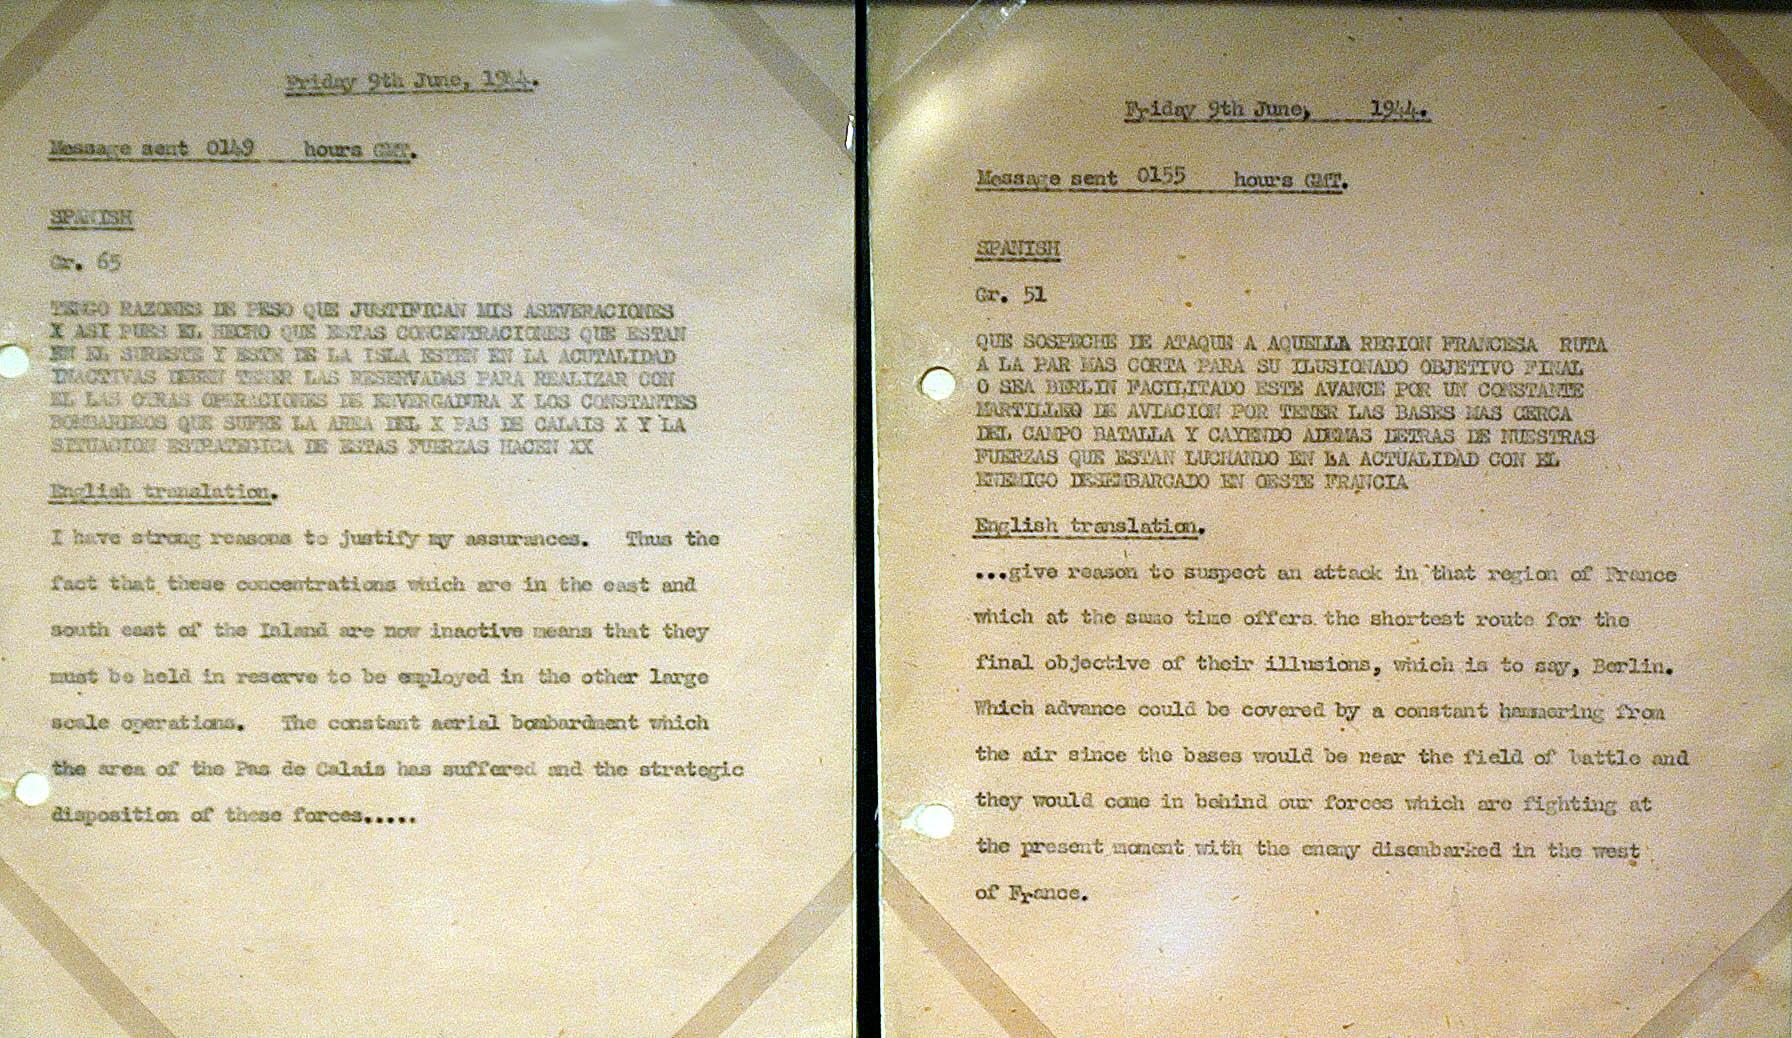 Friday 9th June, 1944.
Message sent 0149 hours GMT.
SPANISH
Gr. 65
TENGO RAZONES DE PESO QUE JUSTIFICAN MIS ASEVERACIONES
X ASI PUES EL HECHO QUE ESTAS CONCENTRACIONES QUE ESTAN
EN EL SURESTE Y ESTE DE LA ISLA ESTEN EN LA ACUTALIDAD
INACTIVAS DEBEN TENER LAS RESERVADAS PARA REALIZAR CON
EL LAS OTRAS OPERACIONES DE ENVERGADURA X LOS CONSTANTES
BOMBARDEOS QUE SUFRE LA AREA DEL X PAS DE CALAIS X Y LA
SITUACION ESTRATEGICA DE ESTAS FUERZAS HACEN XX
English translation.
I have strong reasons to justify my assurances. Thus the
fact that these concentrations which are in the east and
south east of the Island are now inactive means that they
must be held in reserve to be employed in the other large
scale operations. The constant aerial bombardment which
the area of the Pas de Calais has suffered and the strategic
disposition of these forces.....
Friday 9th June, 1944.
Message sent 0155 hours GMT.
SPANISH
Gr. 51
QUE SOSPECHE DE ATAQUE A AQUELLA REGION FRANCESA RUTA
A LA PAR MAS CORTA PARA SU ILUSIONADO OBJETIVO FINAL
O SEA BERLIN FACILITADO ESTE AVANCE POR UN CONSTANTE
MARTILLEO DE AVIACION POR TENER LAS BASES MAS CERCA
DEL CAMPO BATALLA Y CAYENDO ADEMAS DETRAS DE NUESTRAS
FUERZAS QUE ESTAN LUCHANDO EN LA ACTUALIDAD CON EL
ENEMIGO DESEMBARCADO EN OESTE FRANCIA
English translation.
...give reason to suspect an attack in that region of France
which at the same time offers the shortest route for the
final objective of their illusions, which is to say, Berlin.
Which advance could be covered by a constant hammering from
the air since the bases would be near the field of battle and
they would come in behind our forces which are fighting at
the present moment with the enemy disembarked in the west
of France.